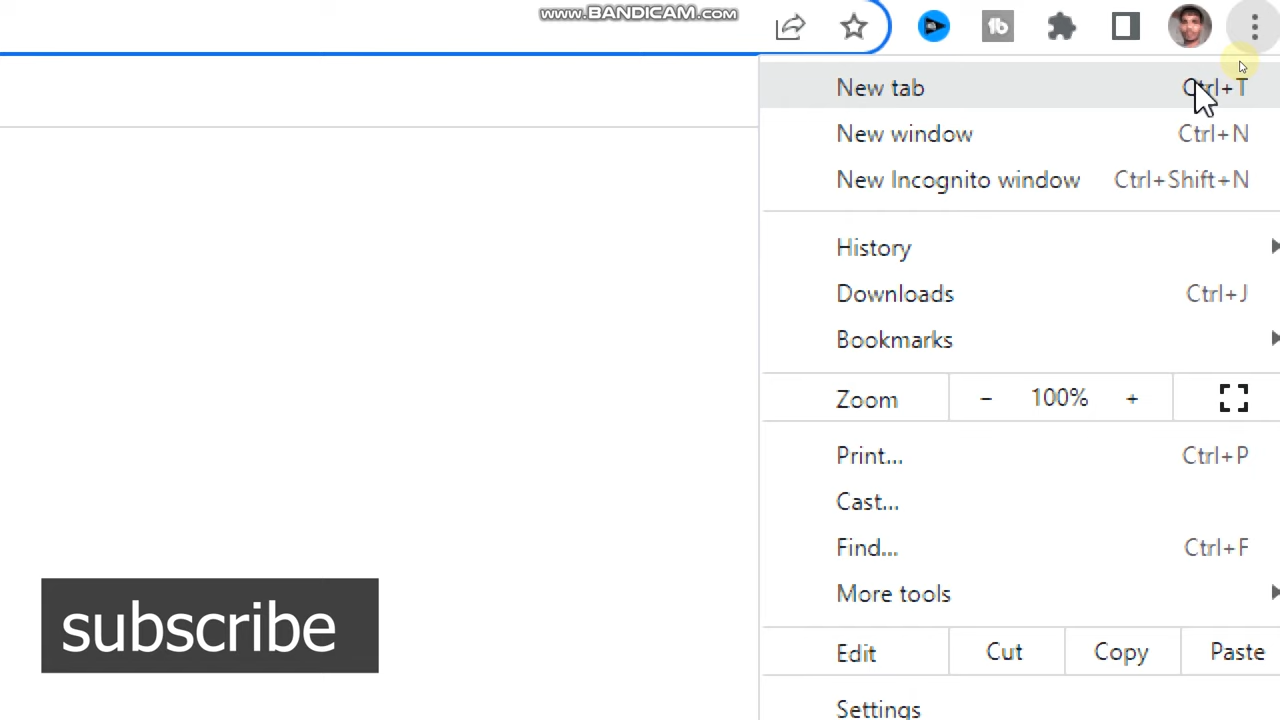 www.BANDICAM.com
lb
New tab Ctrl+T
New window Ctrl+N
New Incognito window Ctrl+Shift+N
History
Downloads Ctrl+J
Bookmarks
Zoom − 100% +
Print... Ctrl+P
Cast...
Find... Ctrl+F
More tools
Edit Cut Copy Paste
Settings
subscribe